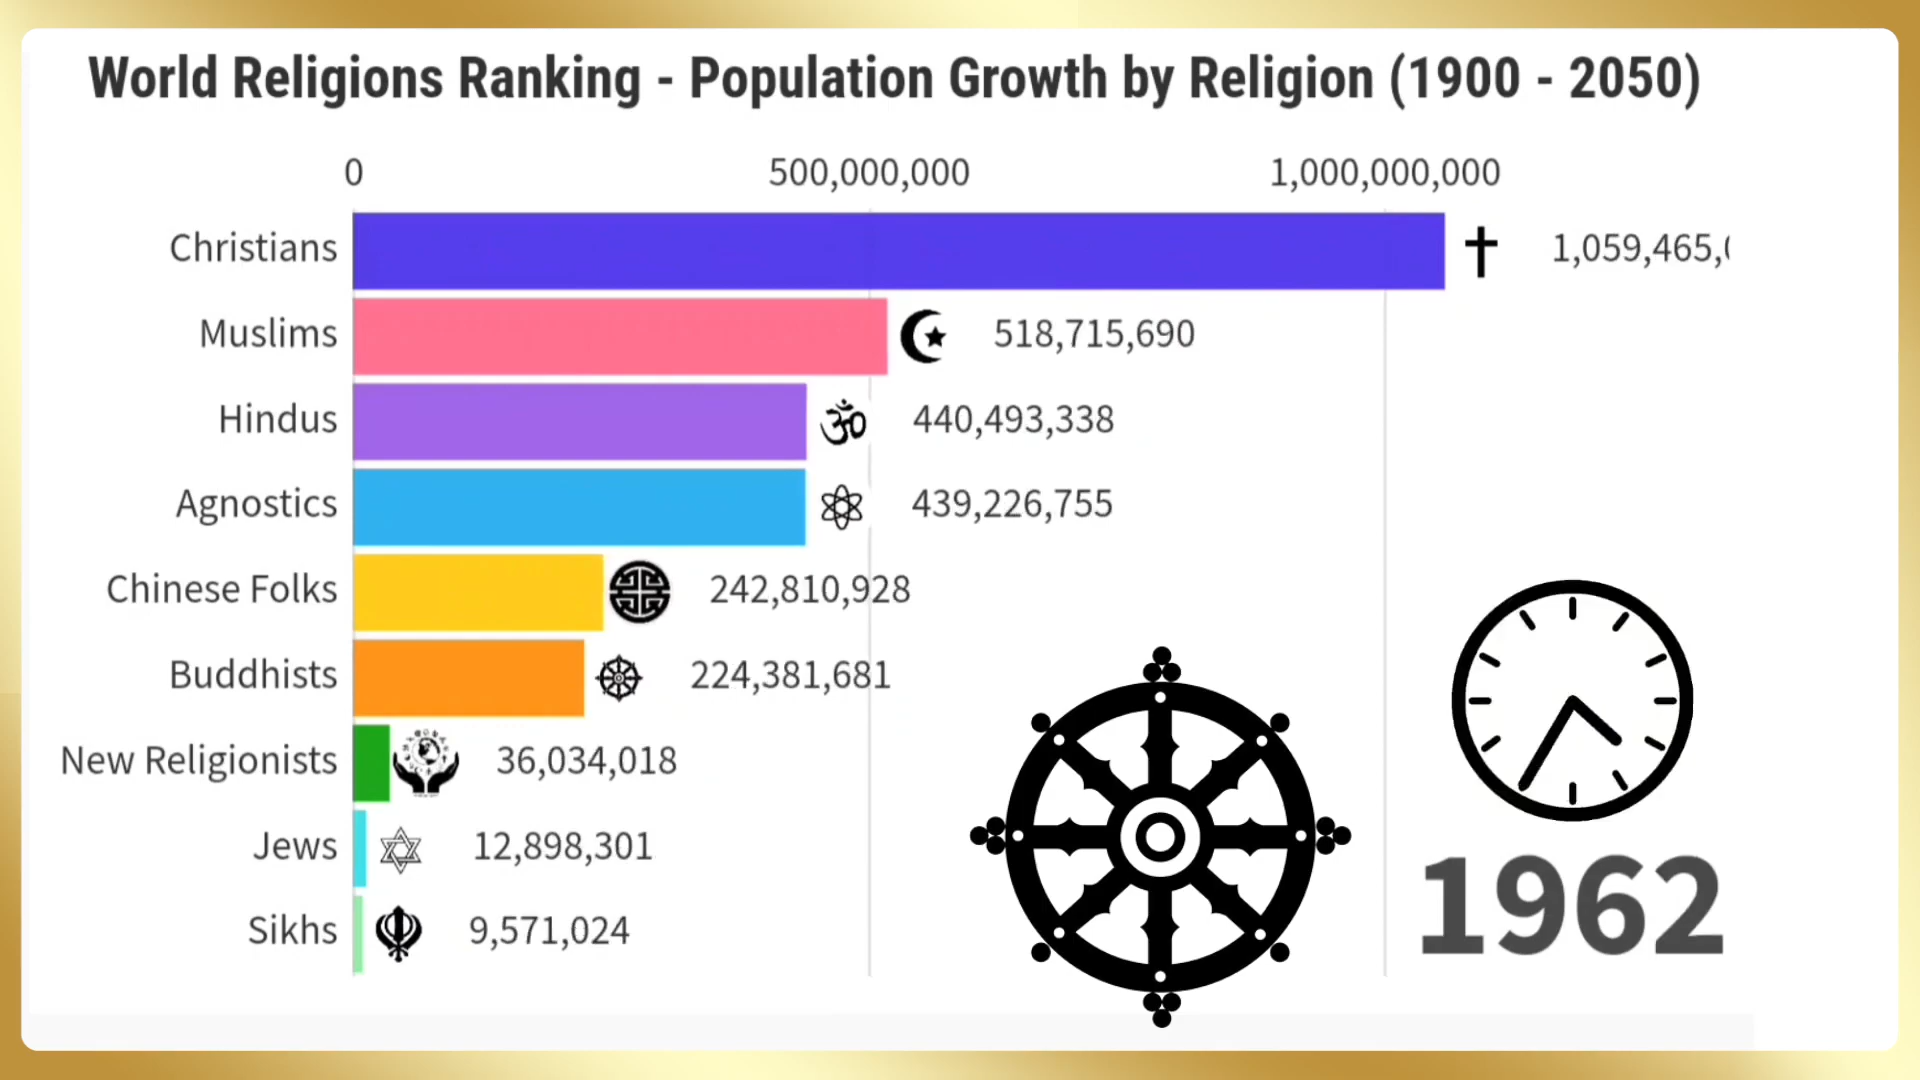 World Religions Ranking - Population Growth by Religion (1900 - 2050)
0 500,000,000 1,000,000,000
Christians 1,059,465,
Muslims 518,715,690
Hindus 440,493,338
Agnostics 439,226,755
Chinese Folks 242,810,928
Buddhists 224,381,681
New Religionists 36,034,018
Jews 12,898,301
Sikhs 9,571,024
1962